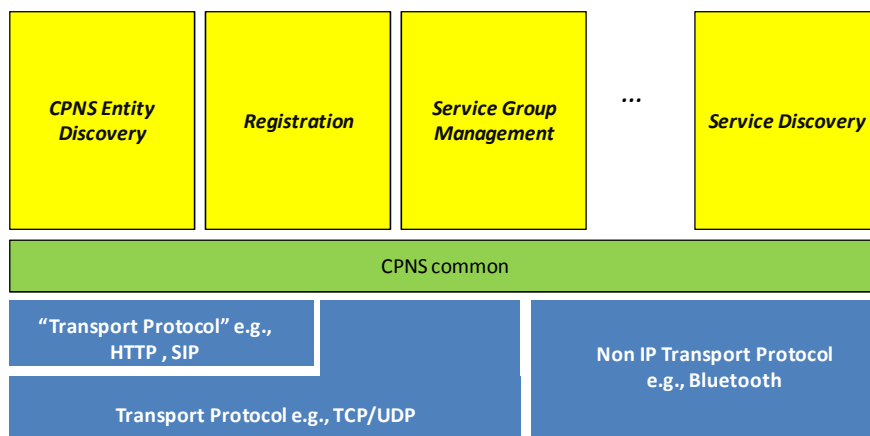 CPNS Entity
Discovery
Registration
Service Group
Management
...
Service Discovery
CPNS common
“Transport Protocol” e.g.,
HTTP , SIP
Non IP Transport Protocol
e.g., Bluetooth
Transport Protocol e.g., TCP/UDP